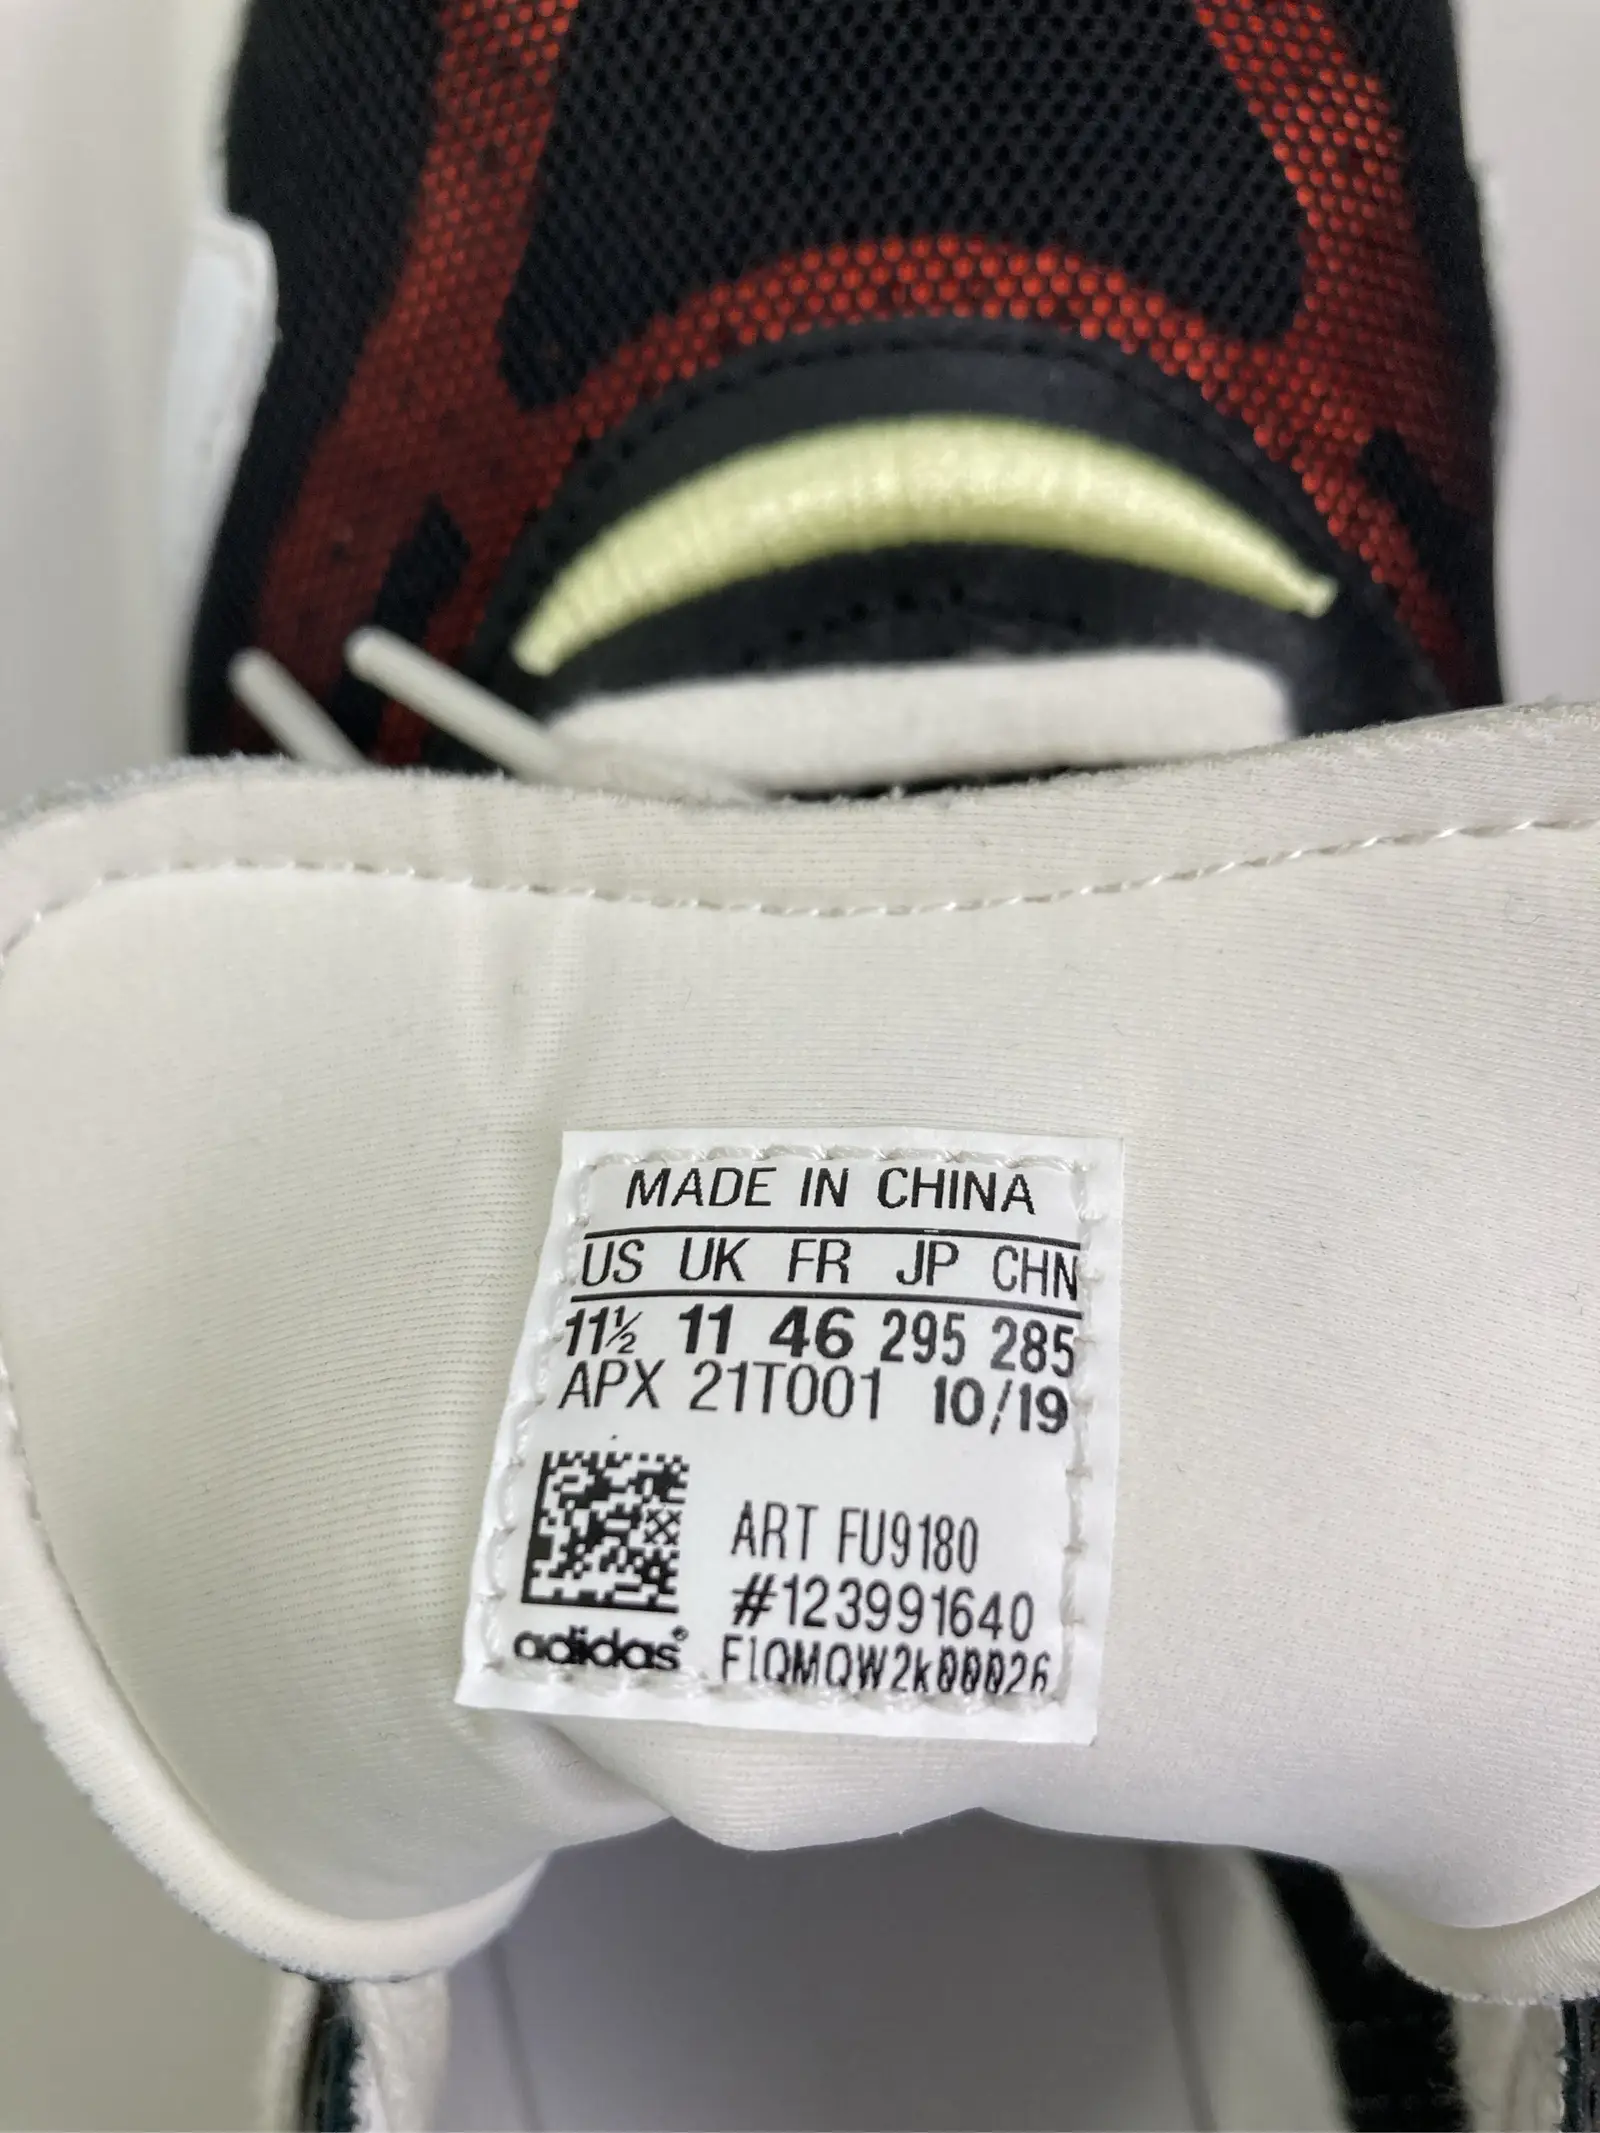 MADE IN CHINA
US UK FR JP CHN
11½ 11 46 295 285
APX 21T001 10/19
ART FU9180
#123991640
adidas®
F1QMQW2k00026